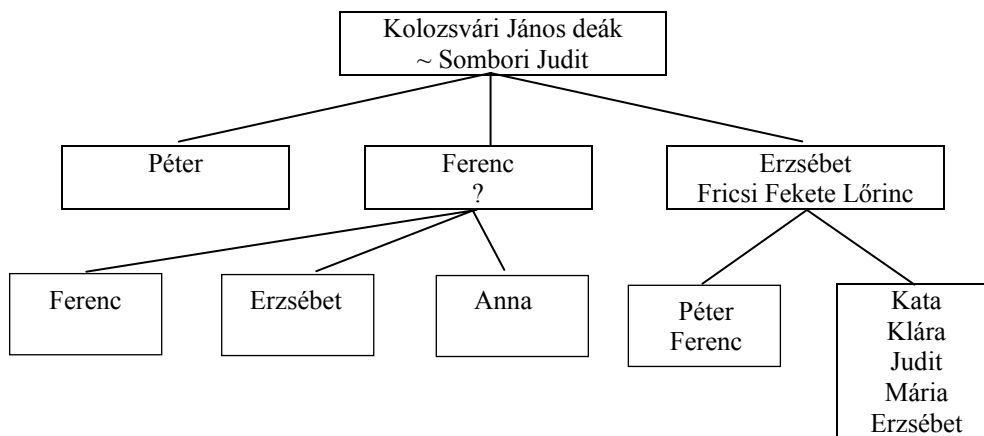 Kolozsvári János deák
~ Sombori Judit
Péter
Ferenc
?
Erzsébet
Fricsi Fekete Lőrinc
Ferenc
Erzsébet
Anna
Péter
Ferenc
Kata
Klára
Judit
Mária
Erzsébet